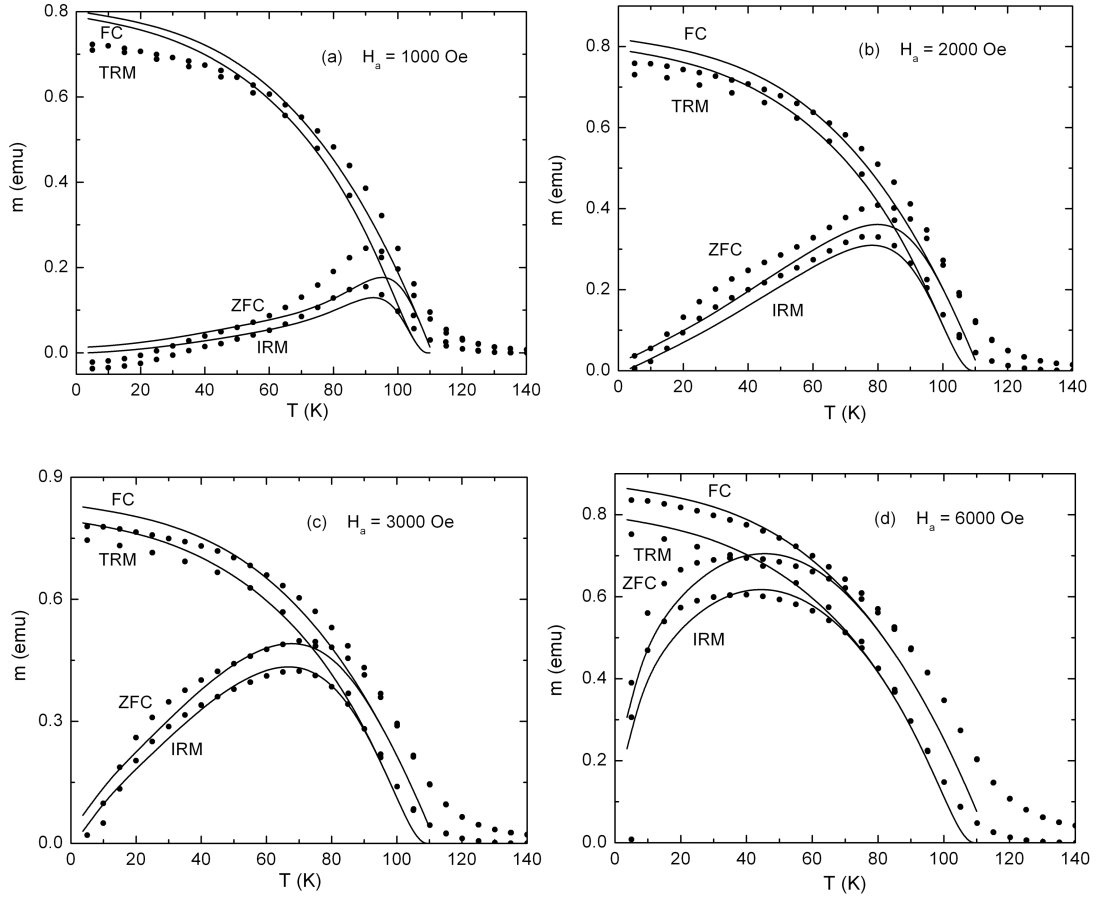 (a) Hₐ = 1000 Oe
FC
TRM
ZFC
IRM
m (emu)
0.8
0.6
0.4
0.2
0.0
0 20 40 60 80 100 120 140
T (K)
(b) Hₐ = 2000 Oe
FC
TRM
ZFC
IRM
m (emu)
0.8
0.6
0.4
0.2
0.0
0 20 40 60 80 100 120 140
T (K)
(c) Hₐ = 3000 Oe
FC
TRM
ZFC
IRM
m (emu)
0.9
0.6
0.3
0.0
0 20 40 60 80 100 120 140
T (K)
(d) Hₐ = 6000 Oe
FC
TRM
ZFC
IRM
m (emu)
0.8
0.6
0.4
0.2
0.0
0 20 40 60 80 100 120 140
T (K)